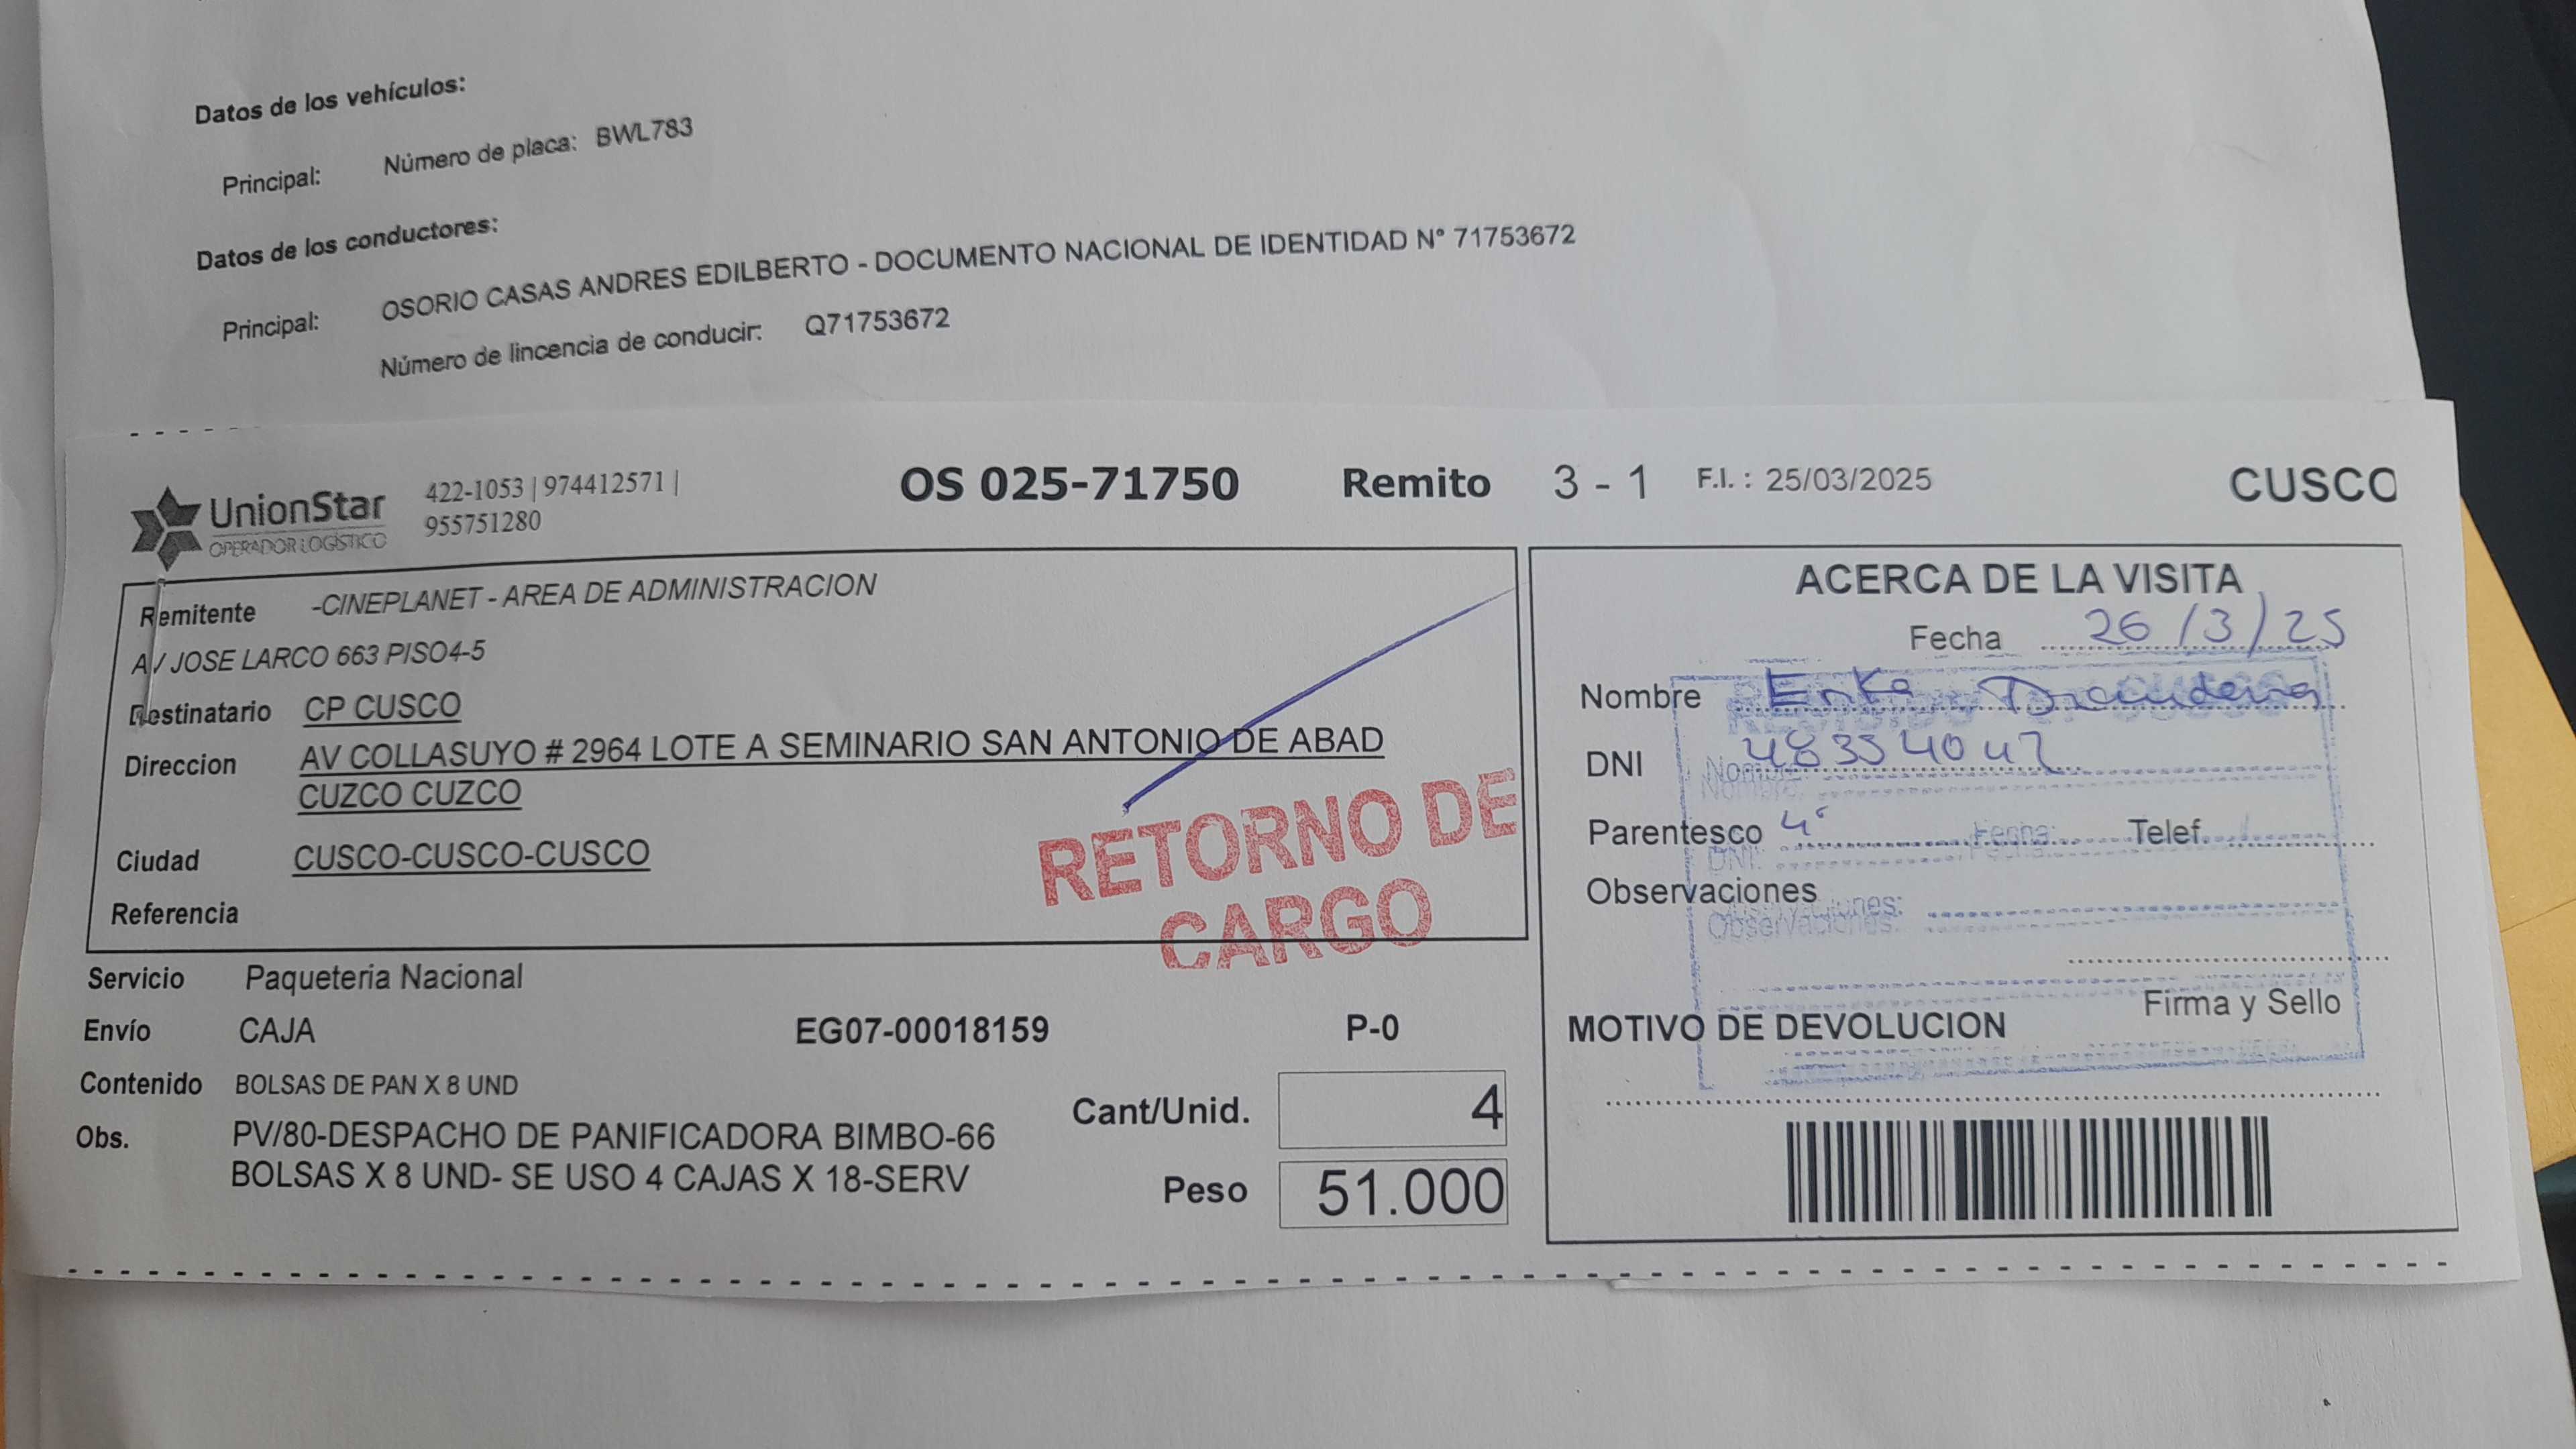 Datos de los vehículos:
Principal: Número de placa: BWL783
Datos de los conductores:
Principal: OSORIO CASAS ANDRES EDILBERTO - DOCUMENTO NACIONAL DE IDENTIDAD N° 71753672
Número de lincencia de conducir: Q71753672
UnionStar
OPERADOR LOGÍSTICO
422-1053 | 974412571 |
955751280
OS 025-71750 Remito 3 - 1 F.I. : 25/03/2025 CUSCO
Remitente -CINEPLANET - AREA DE ADMINISTRACION
AV JOSE LARCO 663 PISO4-5
Destinatario CP CUSCO
Direccion AV COLLASUYO # 2964 LOTE A SEMINARIO SAN ANTONIO DE ABAD
CUZCO CUZCO
Ciudad CUSCO-CUSCO-CUSCO
Referencia
RETORNO DE
CARGO
Servicio Paqueteria Nacional
Envío CAJA EG07-00018159 P-0
Contenido BOLSAS DE PAN X 8 UND
Obs. PV/80-DESPACHO DE PANIFICADORA BIMBO-66
BOLSAS X 8 UND- SE USO 4 CAJAS X 18-SERV
Cant/Unid. 4
Peso 51.000
ACERCA DE LA VISITA
Fecha 26/3/25
Nombre
DNI
Nombre:
Parentesco Telef.
DNI: Fecha:
Observaciones
Observaciones:
Firma y Sello
MOTIVO DE DEVOLUCION